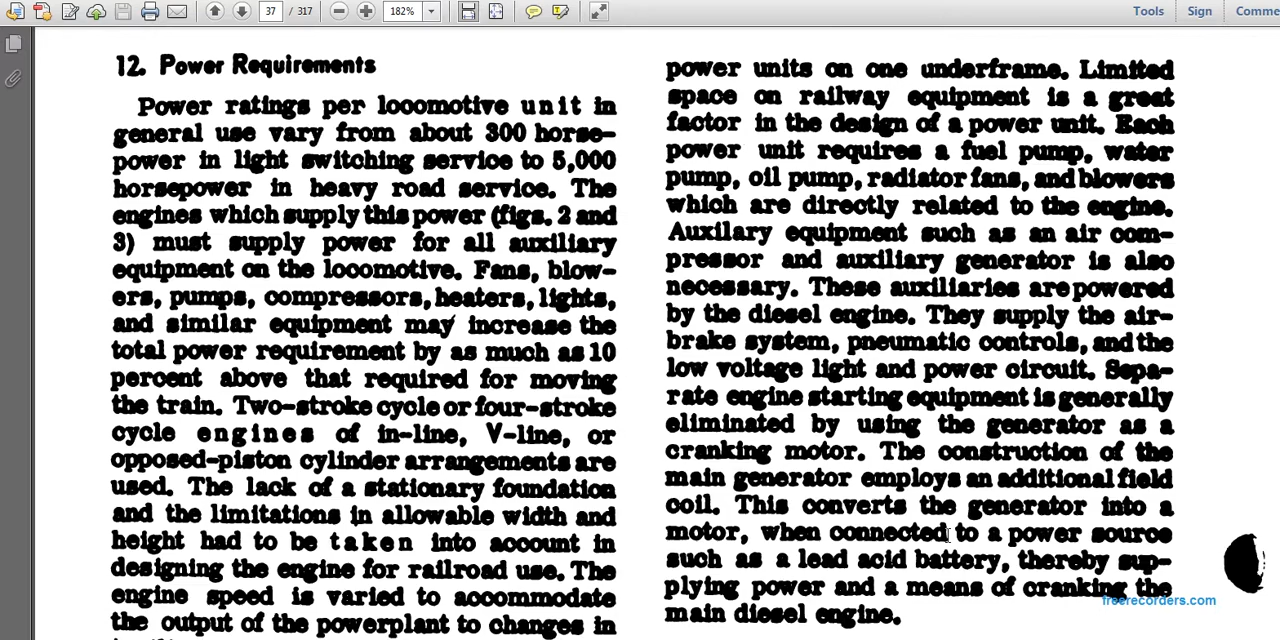 37 / 317
182%
Tools
Sign
Comme
12. Power Requirements
Power ratings per locomotive unit in
general use vary from about 300 horse-
power in light switching service to 5,000
horsepower in heavy road service. The
engines which supply this power (figs. 2 and
3) must supply power for all auxiliary
equipment on the locomotive. Fans, blow-
ers, pumps, compressors, heaters, lights,
and similar equipment may increase the
total power requirement by as much as 10
percent above that required for moving
the train. Two-stroke cycle or four-stroke
cycle engines of in-line, V-line, or
opposed-piston cylinder arrangements are
used. The lack of a stationary foundation
and the limitations in allowable width and
height had to be taken into account in
designing the engine for railroad use. The
engine speed is varied to accommodate
the output of the powerplant to changes in
power units on one underframe. Limited
space on railway equipment is a great
factor in the design of a power unit. Each
power unit requires a fuel pump, water
pump, oil pump, radiator fans, and blowers
which are directly related to the engine.
Auxilary equipment such as an air com-
pressor and auxiliary generator is also
necessary. These auxiliaries are powered
by the diesel engine. They supply the air-
brake system, pneumatic controls, and the
low voltage light and power circuit. Sepa-
rate engine starting equipment is generally
eliminated by using the generator as a
cranking motor. The construction of the
main generator employs an additional field
coil. This converts the generator into a
motor, when connected to a power source
such as a lead acid battery, thereby sup-
plying power and a means of cranking the
main diesel engine.
freerecorders.com